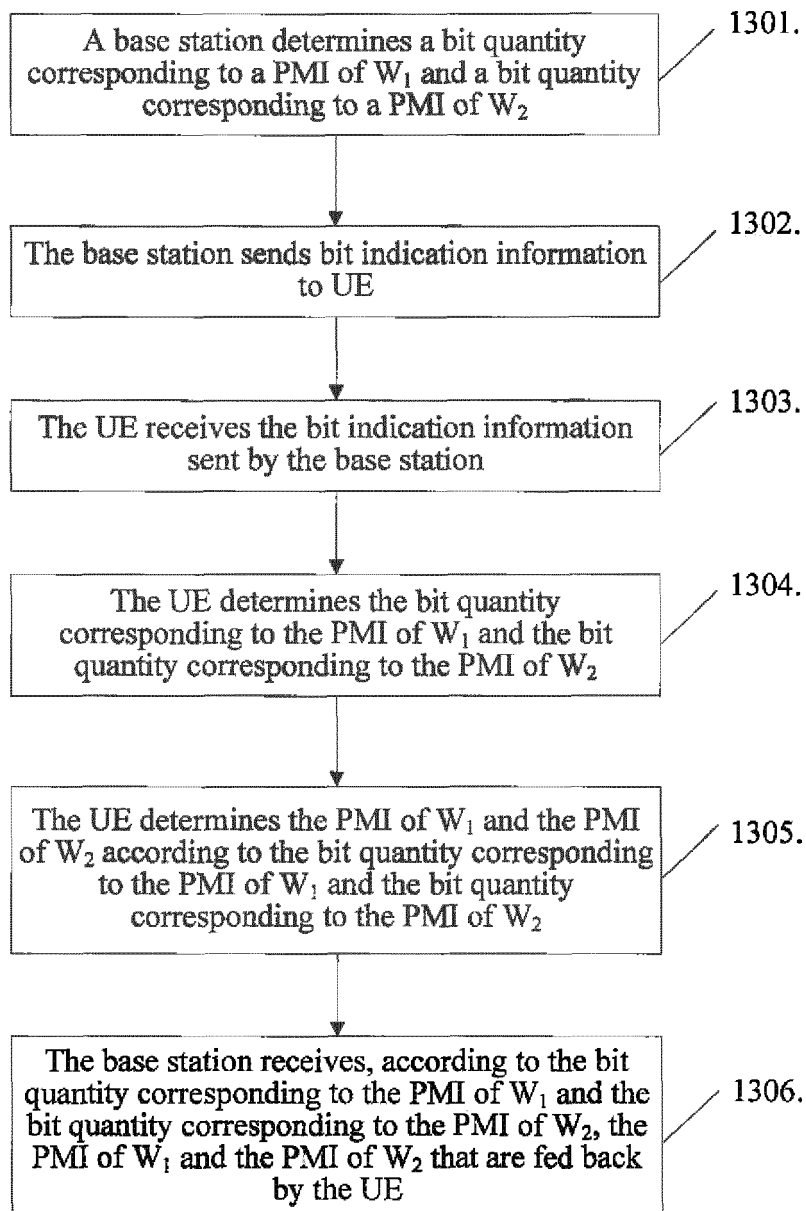 A base station determines a bit quantity
corresponding to a PMI of W₁ and a bit quantity
corresponding to a PMI of W₂
1301.
The base station sends bit indication information
to UE
1302.
The UE receives the bit indication information
sent by the base station
1303.
The UE determines the bit quantity
corresponding to the PMI of W₁ and the bit
quantity corresponding to the PMI of W₂
1304.
The UE determines the PMI of W₁ and the PMI
of W₂ according to the bit quantity corresponding
to the PMI of W₁ and the bit quantity
corresponding to the PMI of W₂
1305.
The base station receives, according to the bit
quantity corresponding to the PMI of W₁ and the
bit quantity corresponding to the PMI of W₂, the
PMI of W₁ and the PMI of W₂ that are fed back
by the UE
1306.